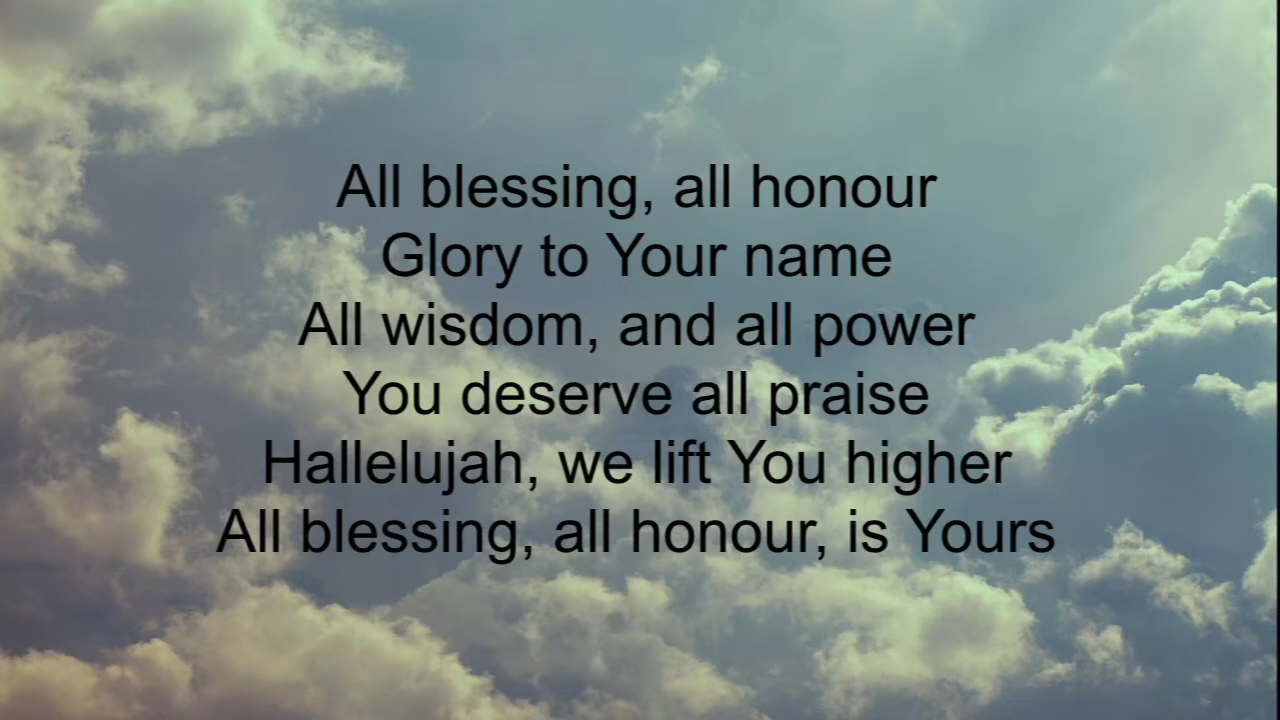 All blessing, all honour
Glory to Your name
All wisdom, and all power
You deserve all praise
Hallelujah, we lift You higher
All blessing, all honour, is Yours